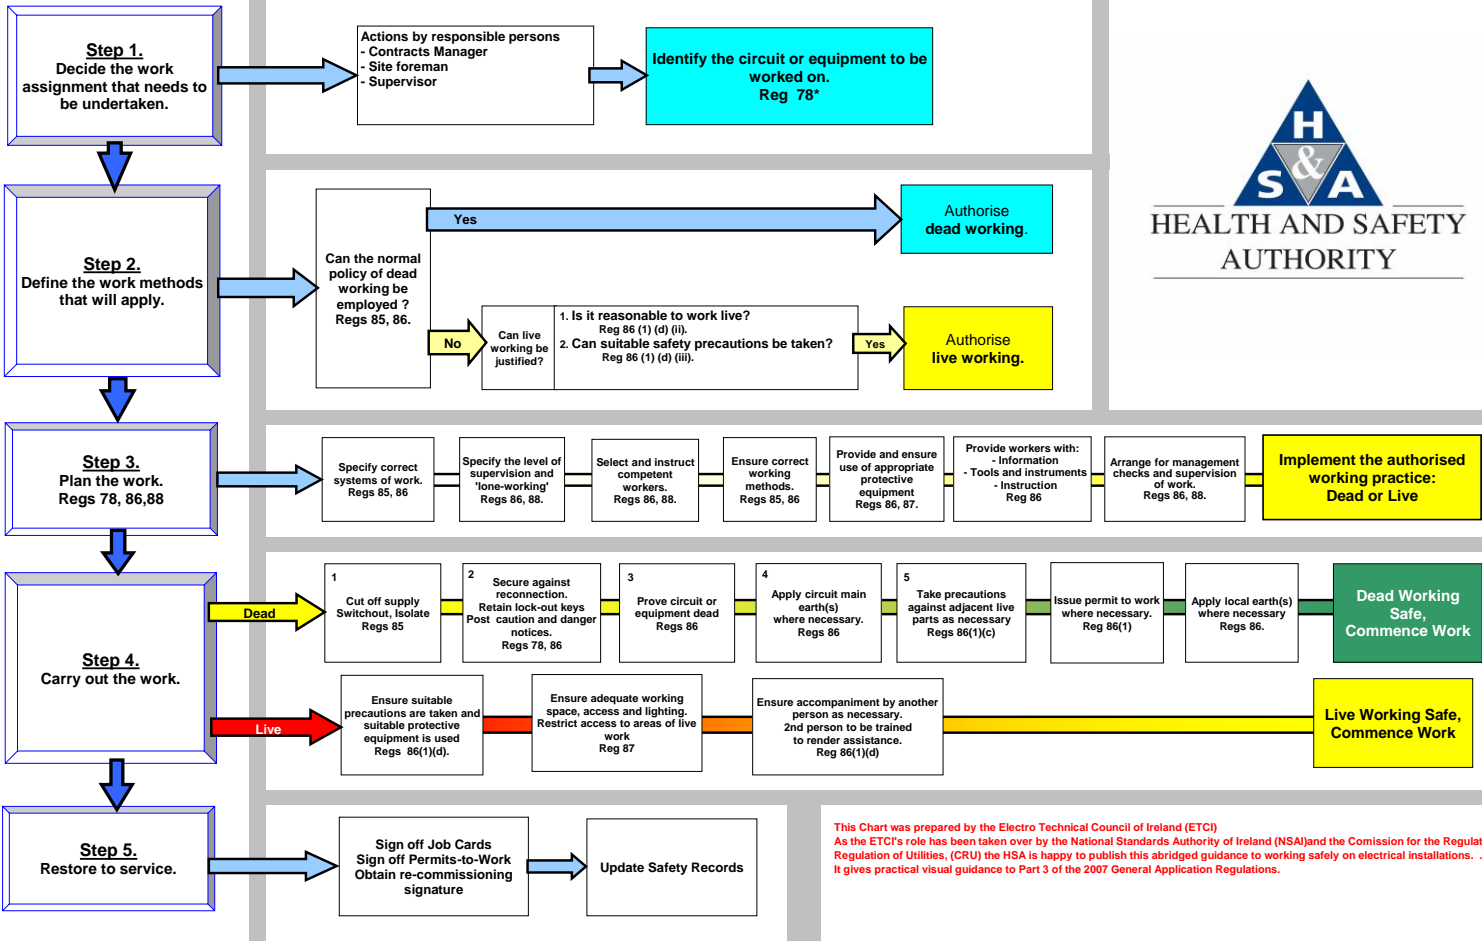 Step 1.
Decide the work
assignment that needs to
be undertaken.
Actions by responsible persons
- Contracts Manager
- Site foreman
- Supervisor
Identify the circuit or equipment to be
worked on.
Reg 78*
H
&
S A
HEALTH AND SAFETY
AUTHORITY
Step 2.
Define the work methods
that will apply.
Can the normal
policy of dead
working be
employed ?
Regs 85, 86.
Yes
Authorise
dead working.
No
Can live
working be
justified?
1. Is it reasonable to work live?
Reg 86 (1) (d) (ii).
2. Can suitable safety precautions be taken?
Reg 86 (1) (d) (iii).
Yes
Authorise
live working.
Step 3.
Plan the work.
Regs 78, 86,88
Specify correct
systems of work.
Regs 85, 86
Specify the level of
supervision and
'lone-working'
Regs 86, 88.
Select and instruct
competent
workers.
Regs 86, 88.
Ensure correct
working
methods.
Regs 85, 86
Provide and ensure
use of appropriate
protective
equipment
Regs 86, 87.
Provide workers with:
- Information
- Tools and instruments
- Instruction
Reg 86
Arrange for management
checks and supervision
of work.
Regs 86, 88.
Implement the authorised
working practice:
Dead or Live
Step 4.
Carry out the work.
Dead
1
Cut off supply
Switchout, Isolate
Regs 85
2
Secure against
reconnection.
Retain lock-out keys
Post caution and danger
notices.
Regs 78, 86
3
Prove circuit or
equipment dead
Regs 86
4
Apply circuit main
earth(s)
where necessary.
Regs 86
5
Take precautions
against adjacent live
parts as necessary
Regs 86(1)(c)
Issue permit to work
where necessary.
Reg 86(1)
Apply local earth(s)
where necessary
Regs 86.
Dead Working
Safe,
Commence Work
Live
Ensure suitable
precautions are taken and
suitable protective
equipment is used
Regs 86(1)(d).
Ensure adequate working
space, access and lighting.
Restrict access to areas of live
work
Reg 87
Ensure accompaniment by another
person as necessary.
2nd person to be trained
to render assistance.
Reg 86(1)(d)
Live Working Safe,
Commence Work
Step 5.
Restore to service.
Sign off Job Cards
Sign off Permits-to-Work
Obtain re-commissioning
signature
Update Safety Records
This Chart was prepared by the Electro Technical Council of Ireland (ETCI)
As the ETCI's role has been taken over by the National Standards Authority of Ireland (NSAI)and the Comission for the Regulat
Regulation of Utilities, (CRU) the HSA is happy to publish this abridged guidance to working safely on electrical installations. .
It gives practical visual guidance to Part 3 of the 2007 General Application Regulations.